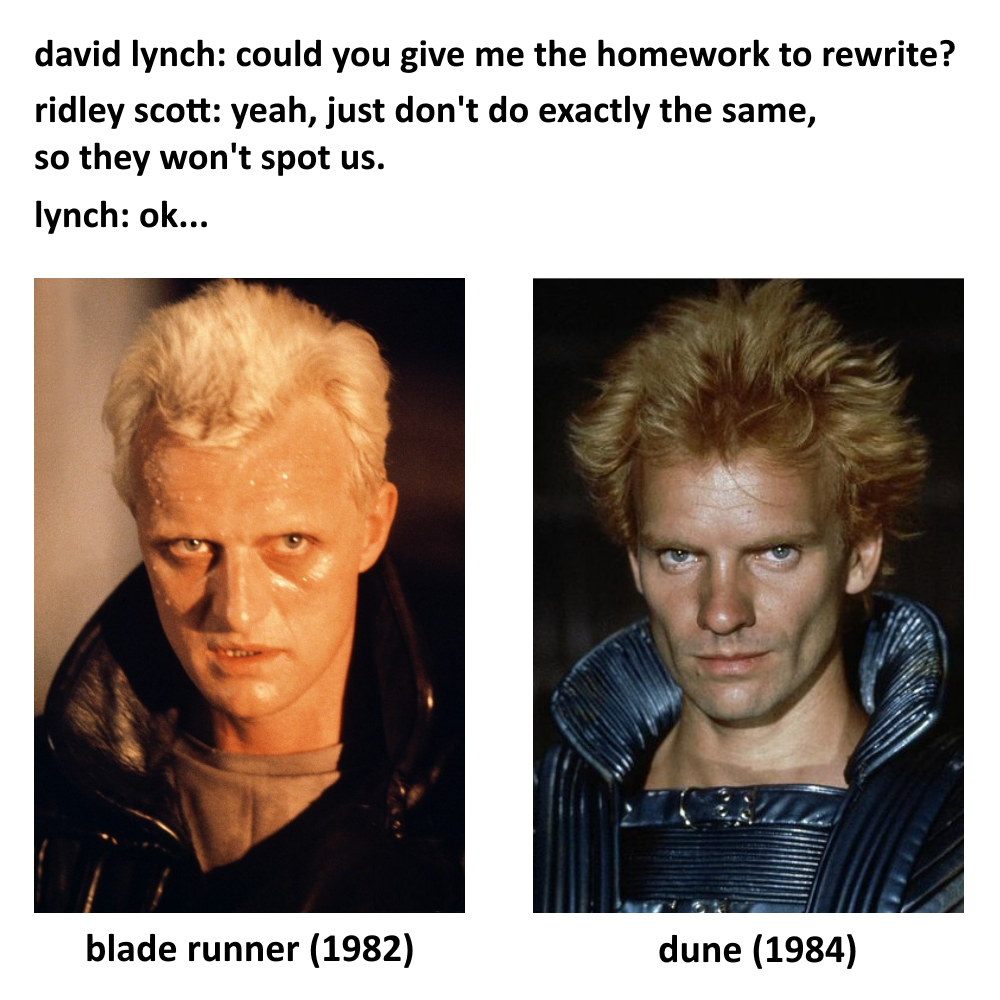 david lynch: could you give me the homework to rewrite?
ridley scott: yeah, just don't do exactly the same,
so they won't spot us.
lynch: ok...
blade runner (1982)
dune (1984)